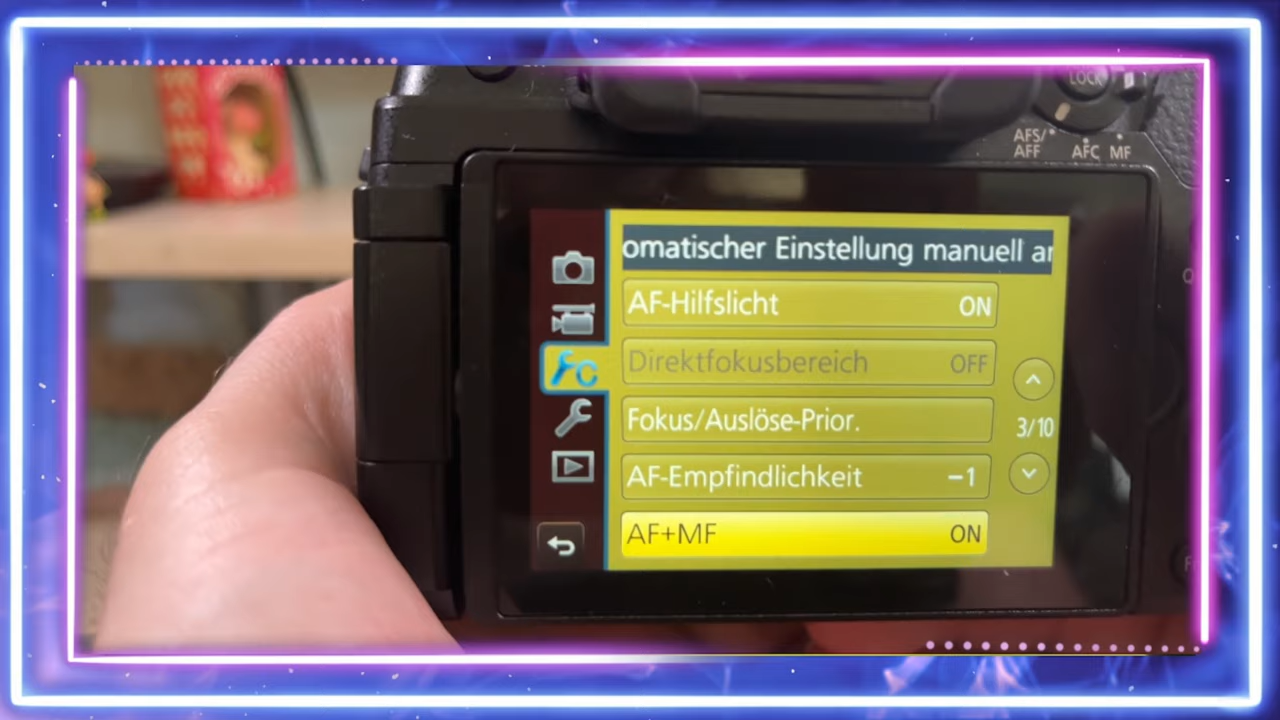 LOCK
AFS/
AFF
AFC
MF
omatischer Einstellung manuell an
AF-Hilfslicht ON
Direktfokusbereich OFF
Fokus/Auslöse-Prior.
3/10
AF-Empfindlichkeit −1
AF+MF ON